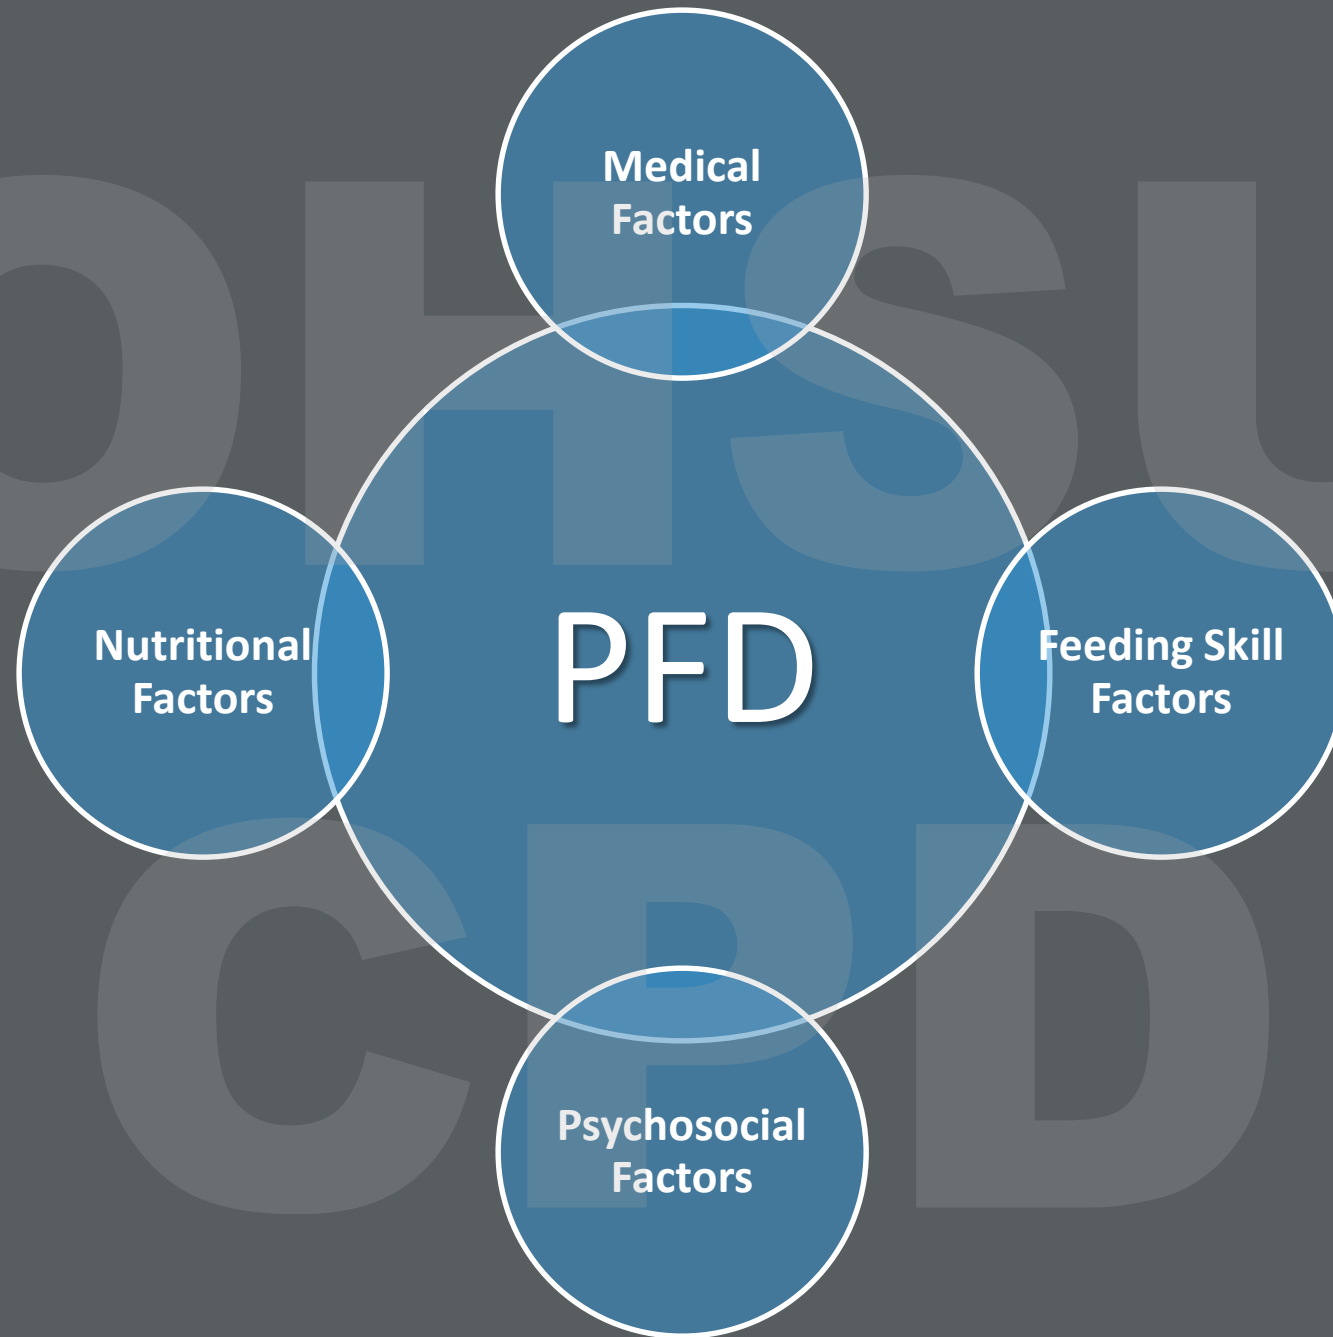 Medical
Factors
OHSU
Nutritional
Factors
PFD
Feeding Skill
Factors
CPD
Psychosocial
Factors